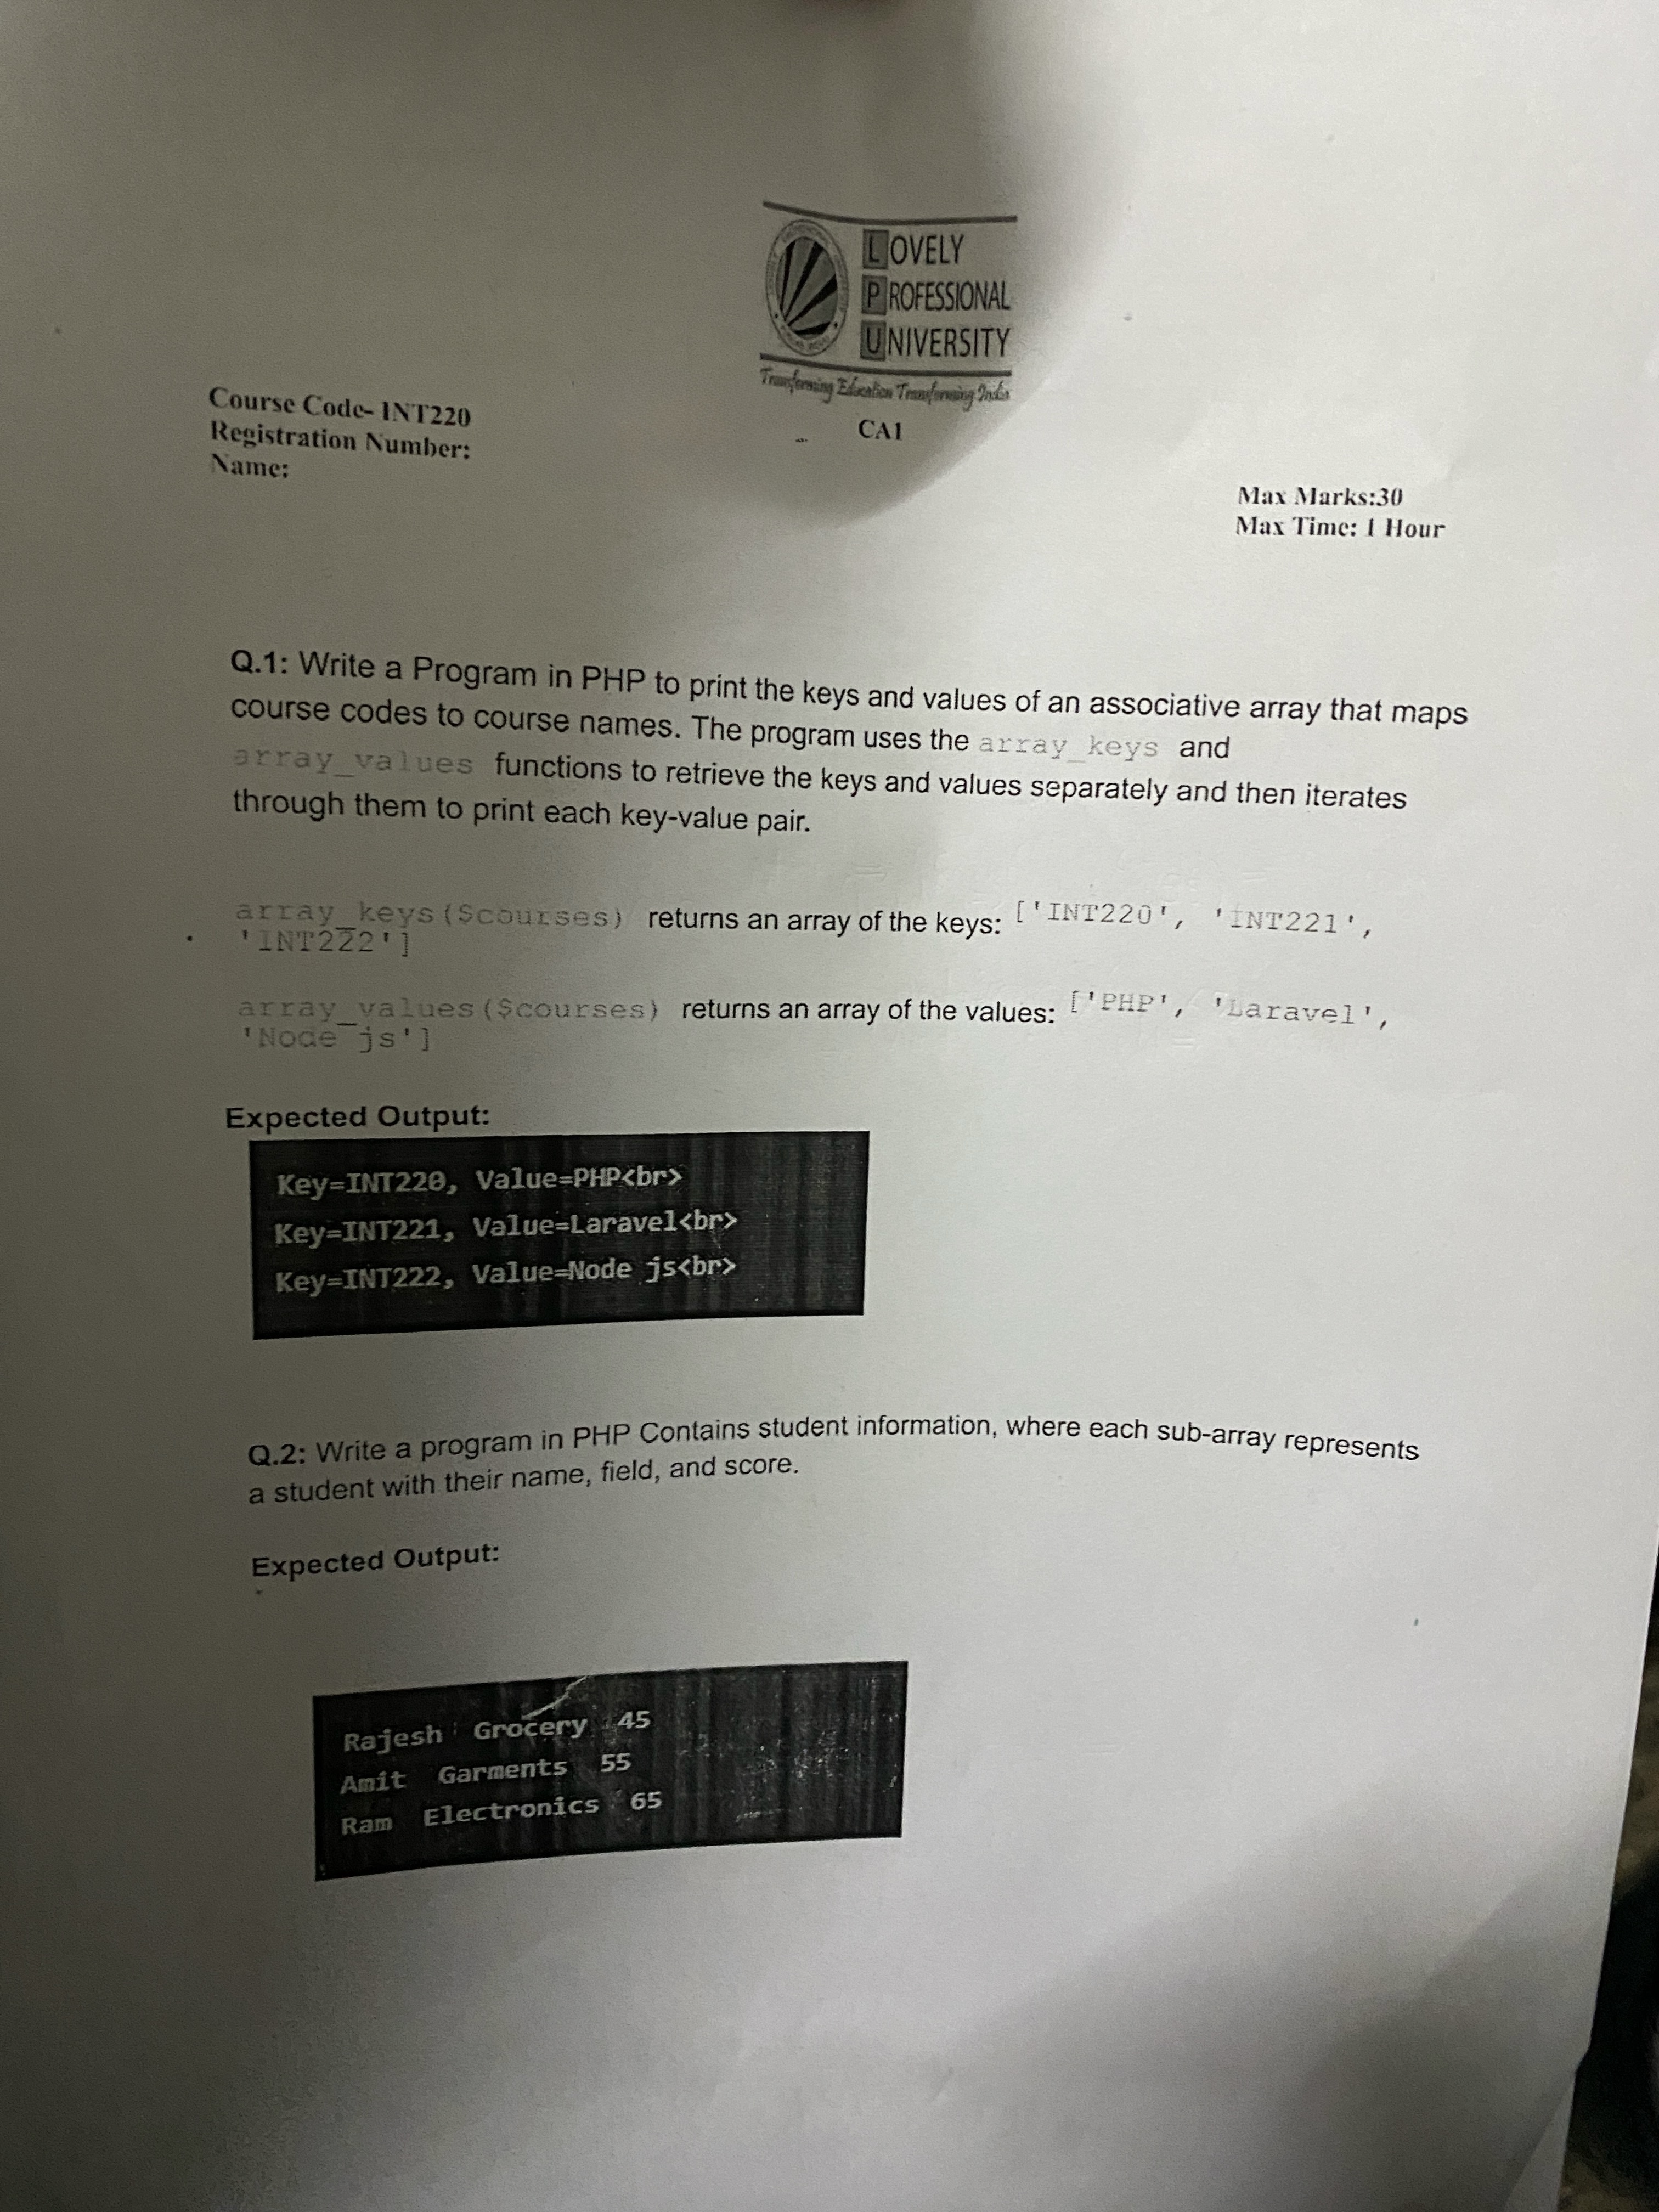 LOVELY
PROFESSIONAL
UNIVERSITY
Transforming Education Transforming India
CA1
Course Code- INT220
Registration Number:
Name:
Max Marks:30
Max Time: 1 Hour
Q.1: Write a Program in PHP to print the keys and values of an associative array that maps
course codes to course names. The program uses the array_keys and
array_values functions to retrieve the keys and values separately and then iterates
through them to print each key-value pair.
array_keys($courses) returns an array of the keys: ['INT220', 'INT221',
'INT222']
array_values($courses) returns an array of the values: ['PHP', 'Laravel',
'Node js']
Expected Output:
Key=INT220, Value=PHP<br>
Key=INT221, Value=Laravel<br>
Key=INT222, Value=Node js<br>
Q.2: Write a program in PHP Contains student information, where each sub-array represents
a student with their name, field, and score.
Expected Output:
Rajesh Grocery 45
Amit Garments 55
Ram Electronics 65